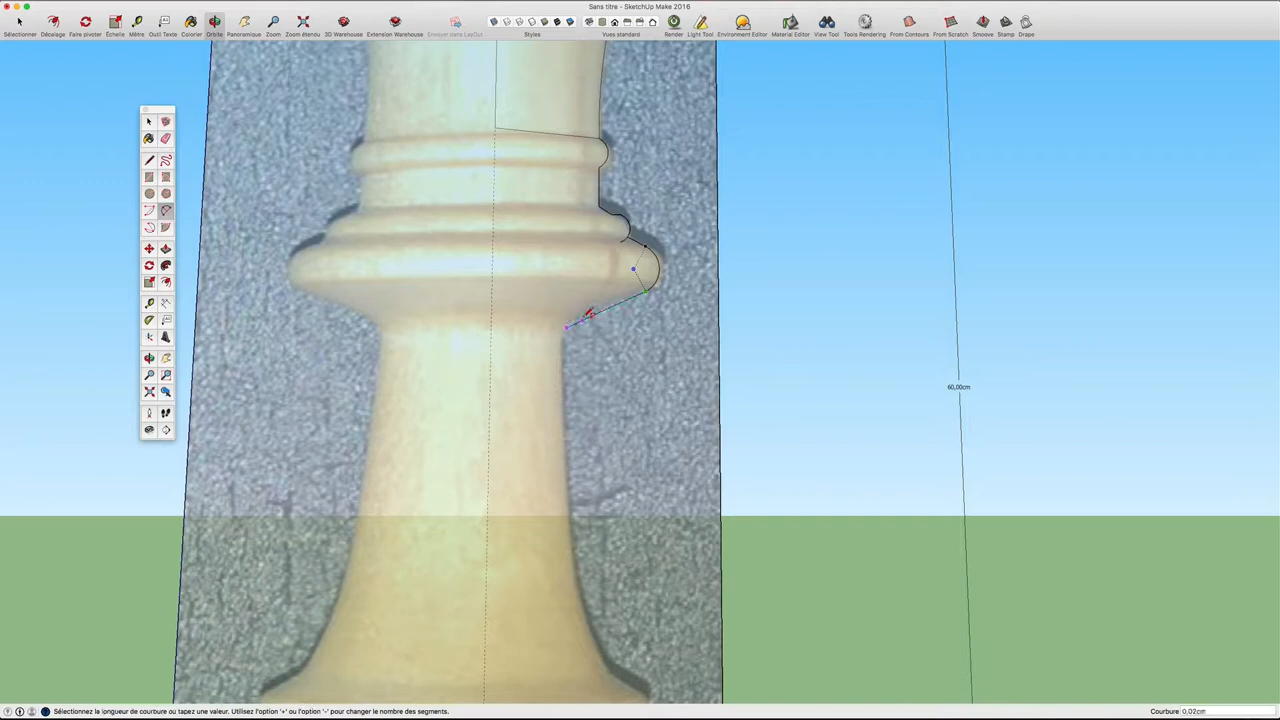 Sans titre - SketchUp Make 2016
Sélectionner Décalage Faire pivoter Échelle Mètre Outil Texte Colorier Orbite Panoramique Zoom Zoom étendu 3D Warehouse Extension Warehouse Envoyer dans LayOut Styles Vues standard Render Light Tool Environment Editor Material Editor View Tool Tools Rendering From Contours From Scratch Smoove Stamp Drape
60,00cm
Sélectionnez la longueur de courbure ou tapez une valeur. Utilisez l'option '+' ou l'option '-' pour changer le nombre des segments. Courbure 0,02cm